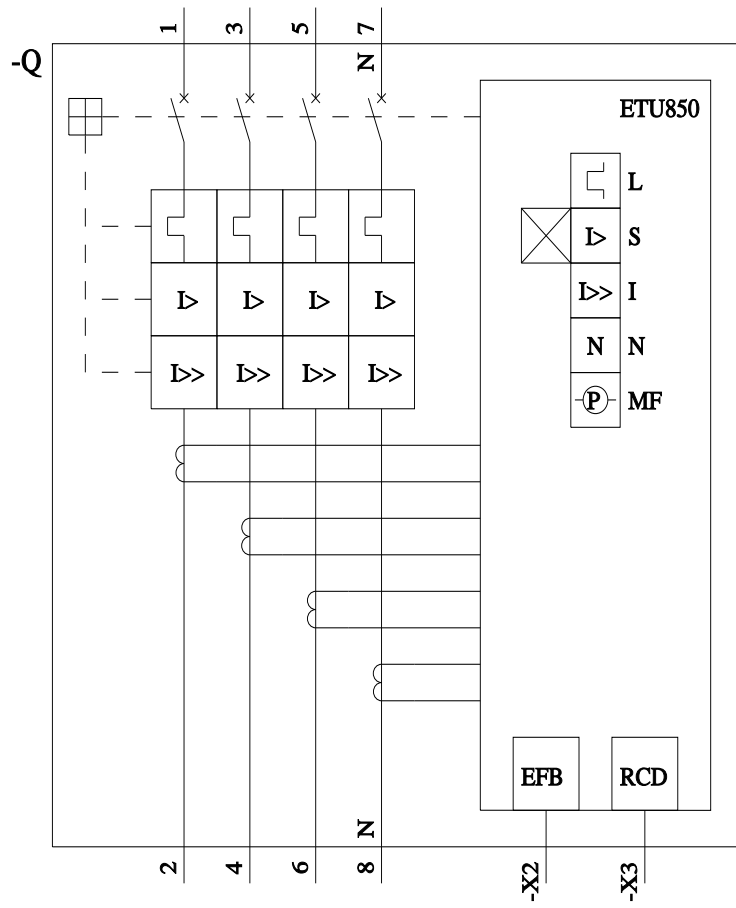 1 3 5 7
-Q
N
ETU850
L
I> S
I> I> I> I>
I>> I
N N
I>> I>> I>> I>>
P MF
EFB RCD
N
2 4 6 8
-X2 -X3